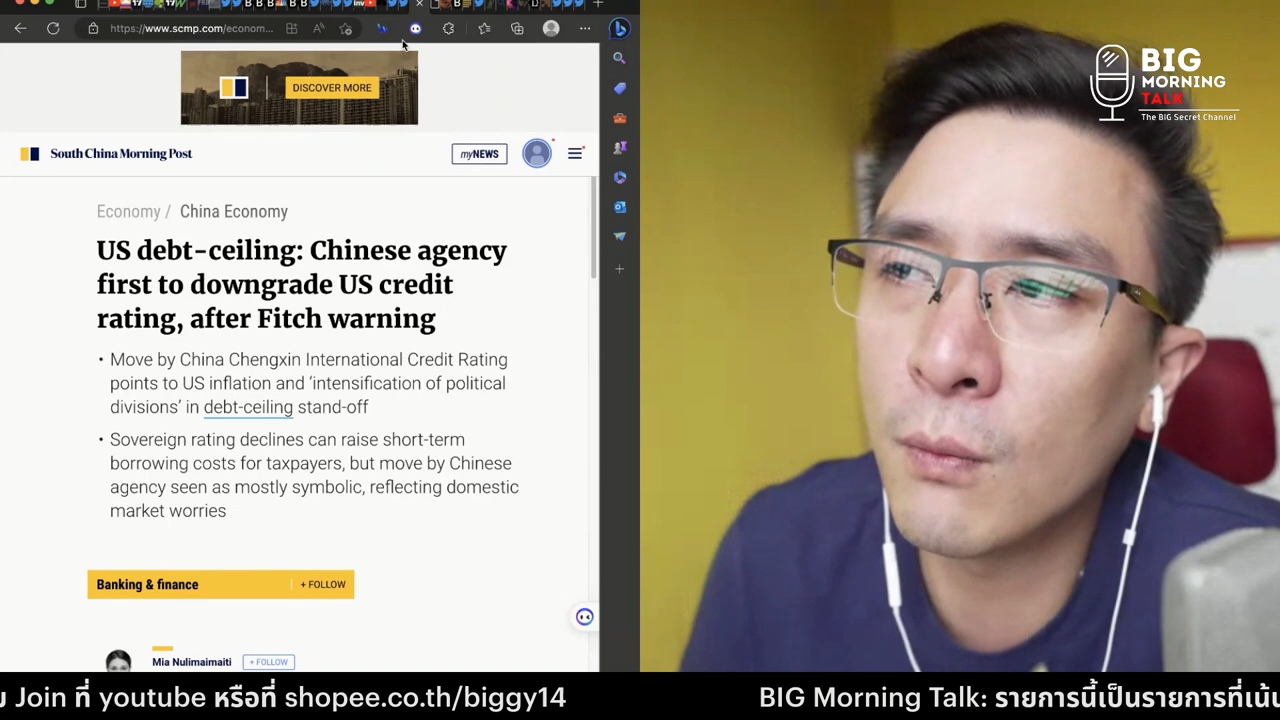 https://www.scmp.com/econom...
DISCOVER MORE
South China Morning Post
myNEWS
Economy / China Economy
US debt-ceiling: Chinese agency
first to downgrade US credit
rating, after Fitch warning
• Move by China Chengxin International Credit Rating
points to US inflation and ‘intensification of political
divisions’ in debt-ceiling stand-off
• Sovereign rating declines can raise short-term
borrowing costs for taxpayers, but move by Chinese
agency seen as mostly symbolic, reflecting domestic
market worries
Banking & finance
+ FOLLOW
Mia Nulimaimaiti
+ FOLLOW
BIG
MORNING
TALK
The BIG Secret Channel
Join ที่ youtube หรือที่ shopee.co.th/biggy14
BIG Morning Talk: รายการนี้เป็นรายการที่เน้น